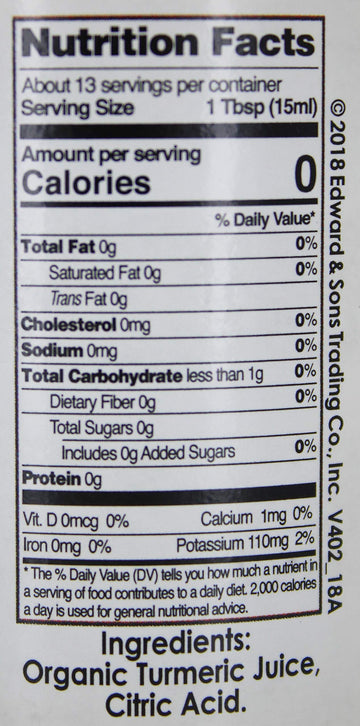 Nutrition Facts
About 13 servings per container
Serving Size 1 Tbsp (15ml)
Amount per serving
Calories 0
% Daily Value*
Total Fat 0g 0%
Saturated Fat 0g 0%
Trans Fat 0g
Cholesterol 0mg 0%
Sodium 0mg 0%
Total Carbohydrate less than 1g 0%
Dietary Fiber 0g 0%
Total Sugars 0g
Includes 0g Added Sugars 0%
Protein 0g
Vit. D 0mcg 0% Calcium 1mg 0%
Iron 0mg 0% Potassium 110mg 2%
* The % Daily Value (DV) tells you how much a nutrient in
a serving of food contributes to a daily diet. 2,000 calories
a day is used for general nutritional advice.
Ingredients:
Organic Turmeric Juice,
Citric Acid.
© 2018 Edward & Sons Trading Co., Inc. V402_18A